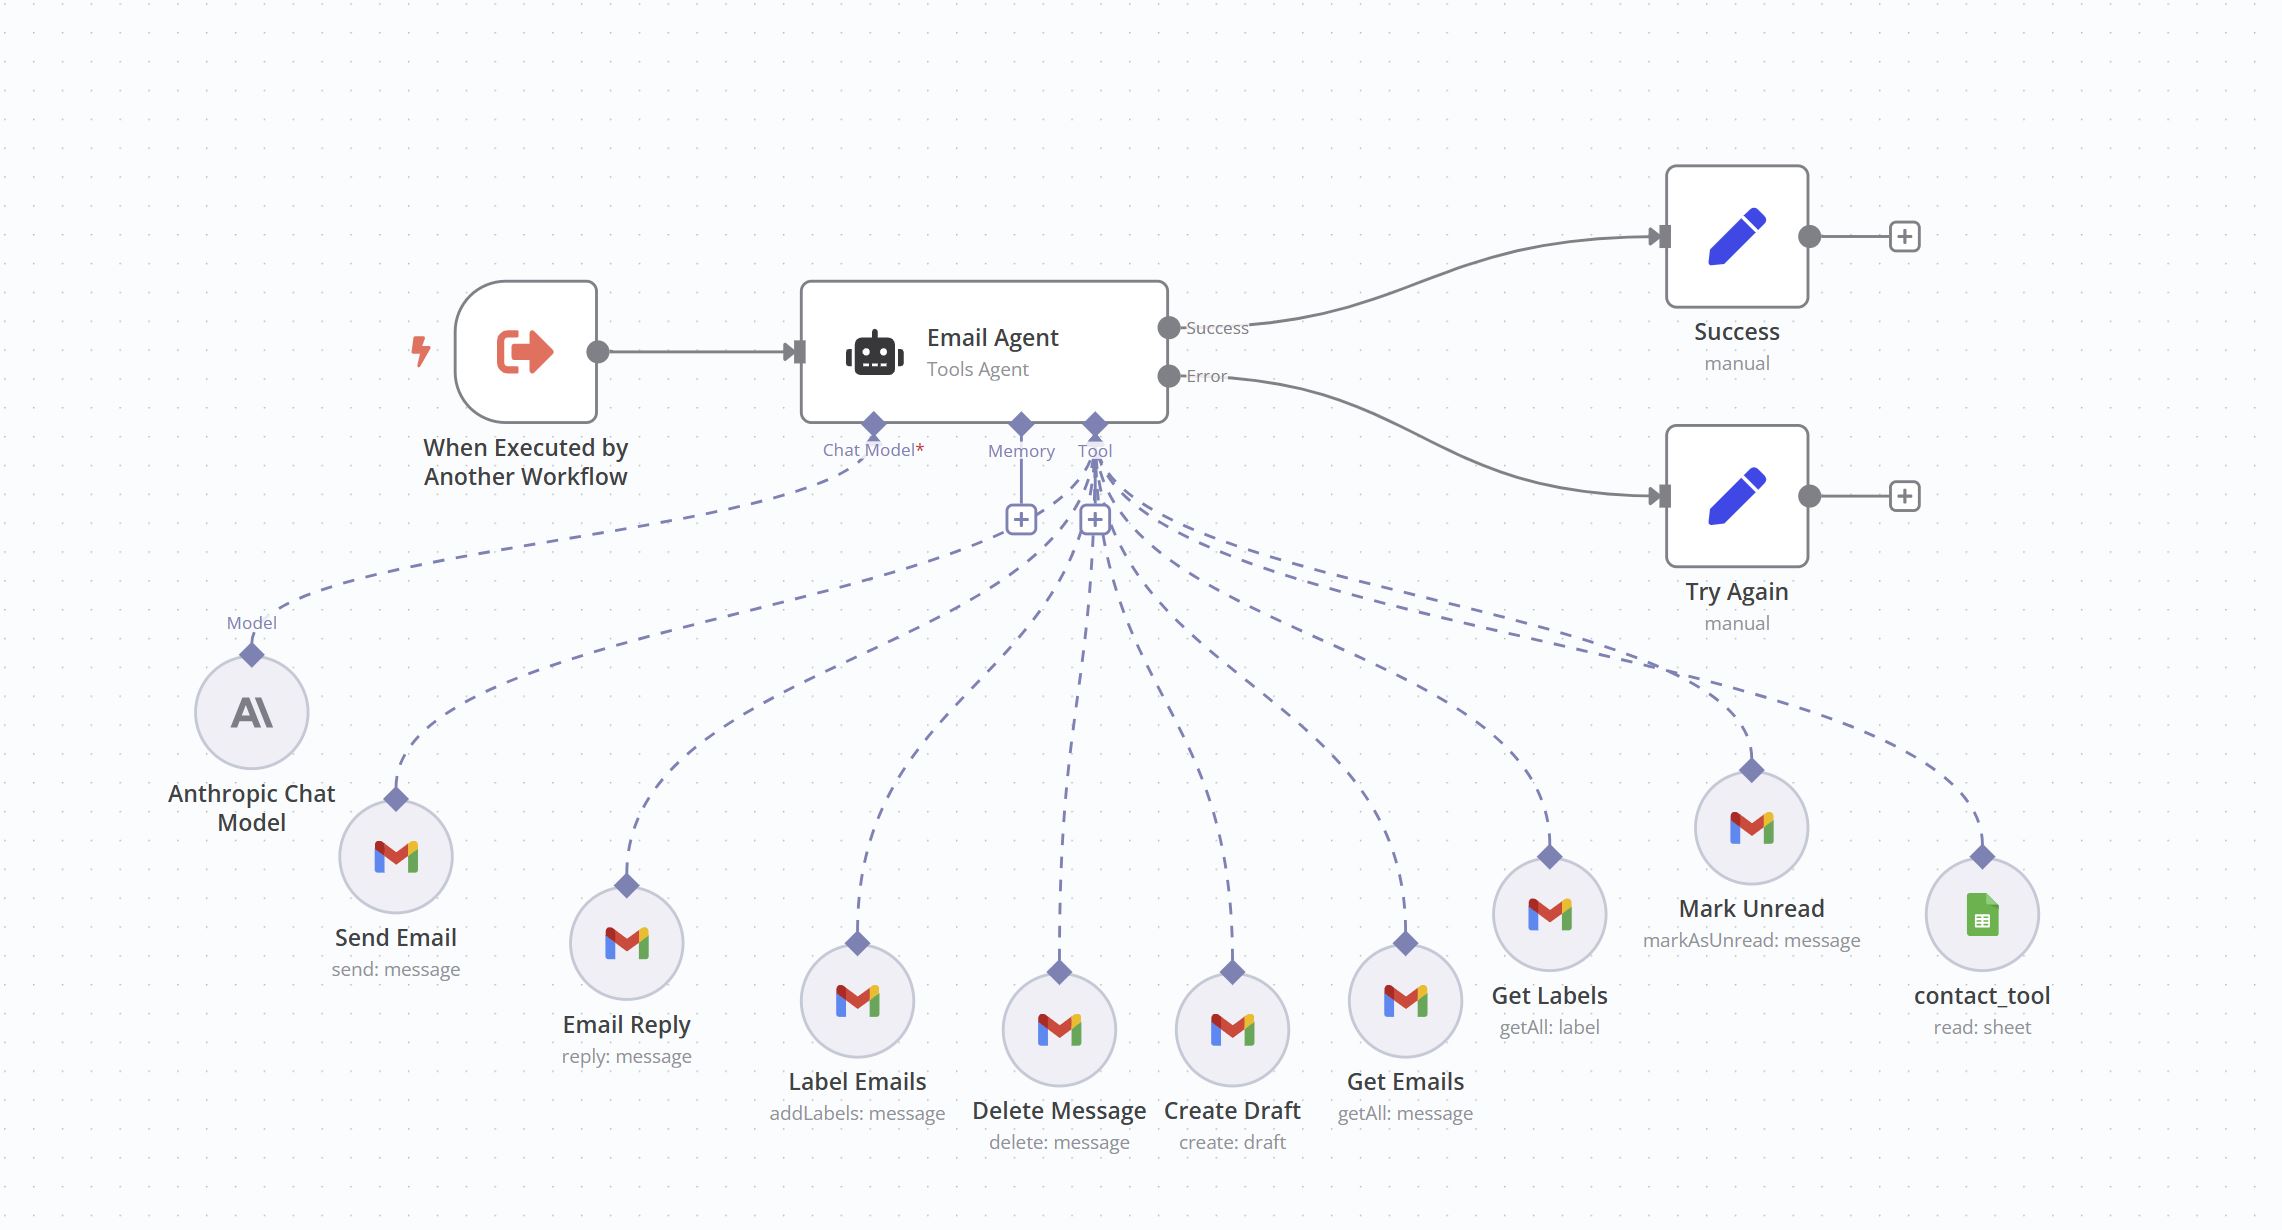 Success
manual
Email Agent
Tools Agent
Success
Error
When Executed by
Another Workflow
Chat Model*
Memory
Tool
Try Again
manual
Model
Anthropic Chat
Model
Send Email
send: message
Email Reply
reply: message
Label Emails
addLabels: message
Delete Message
delete: message
Create Draft
create: draft
Get Emails
getAll: message
Get Labels
getAll: label
Mark Unread
markAsUnread: message
contact_tool
read: sheet